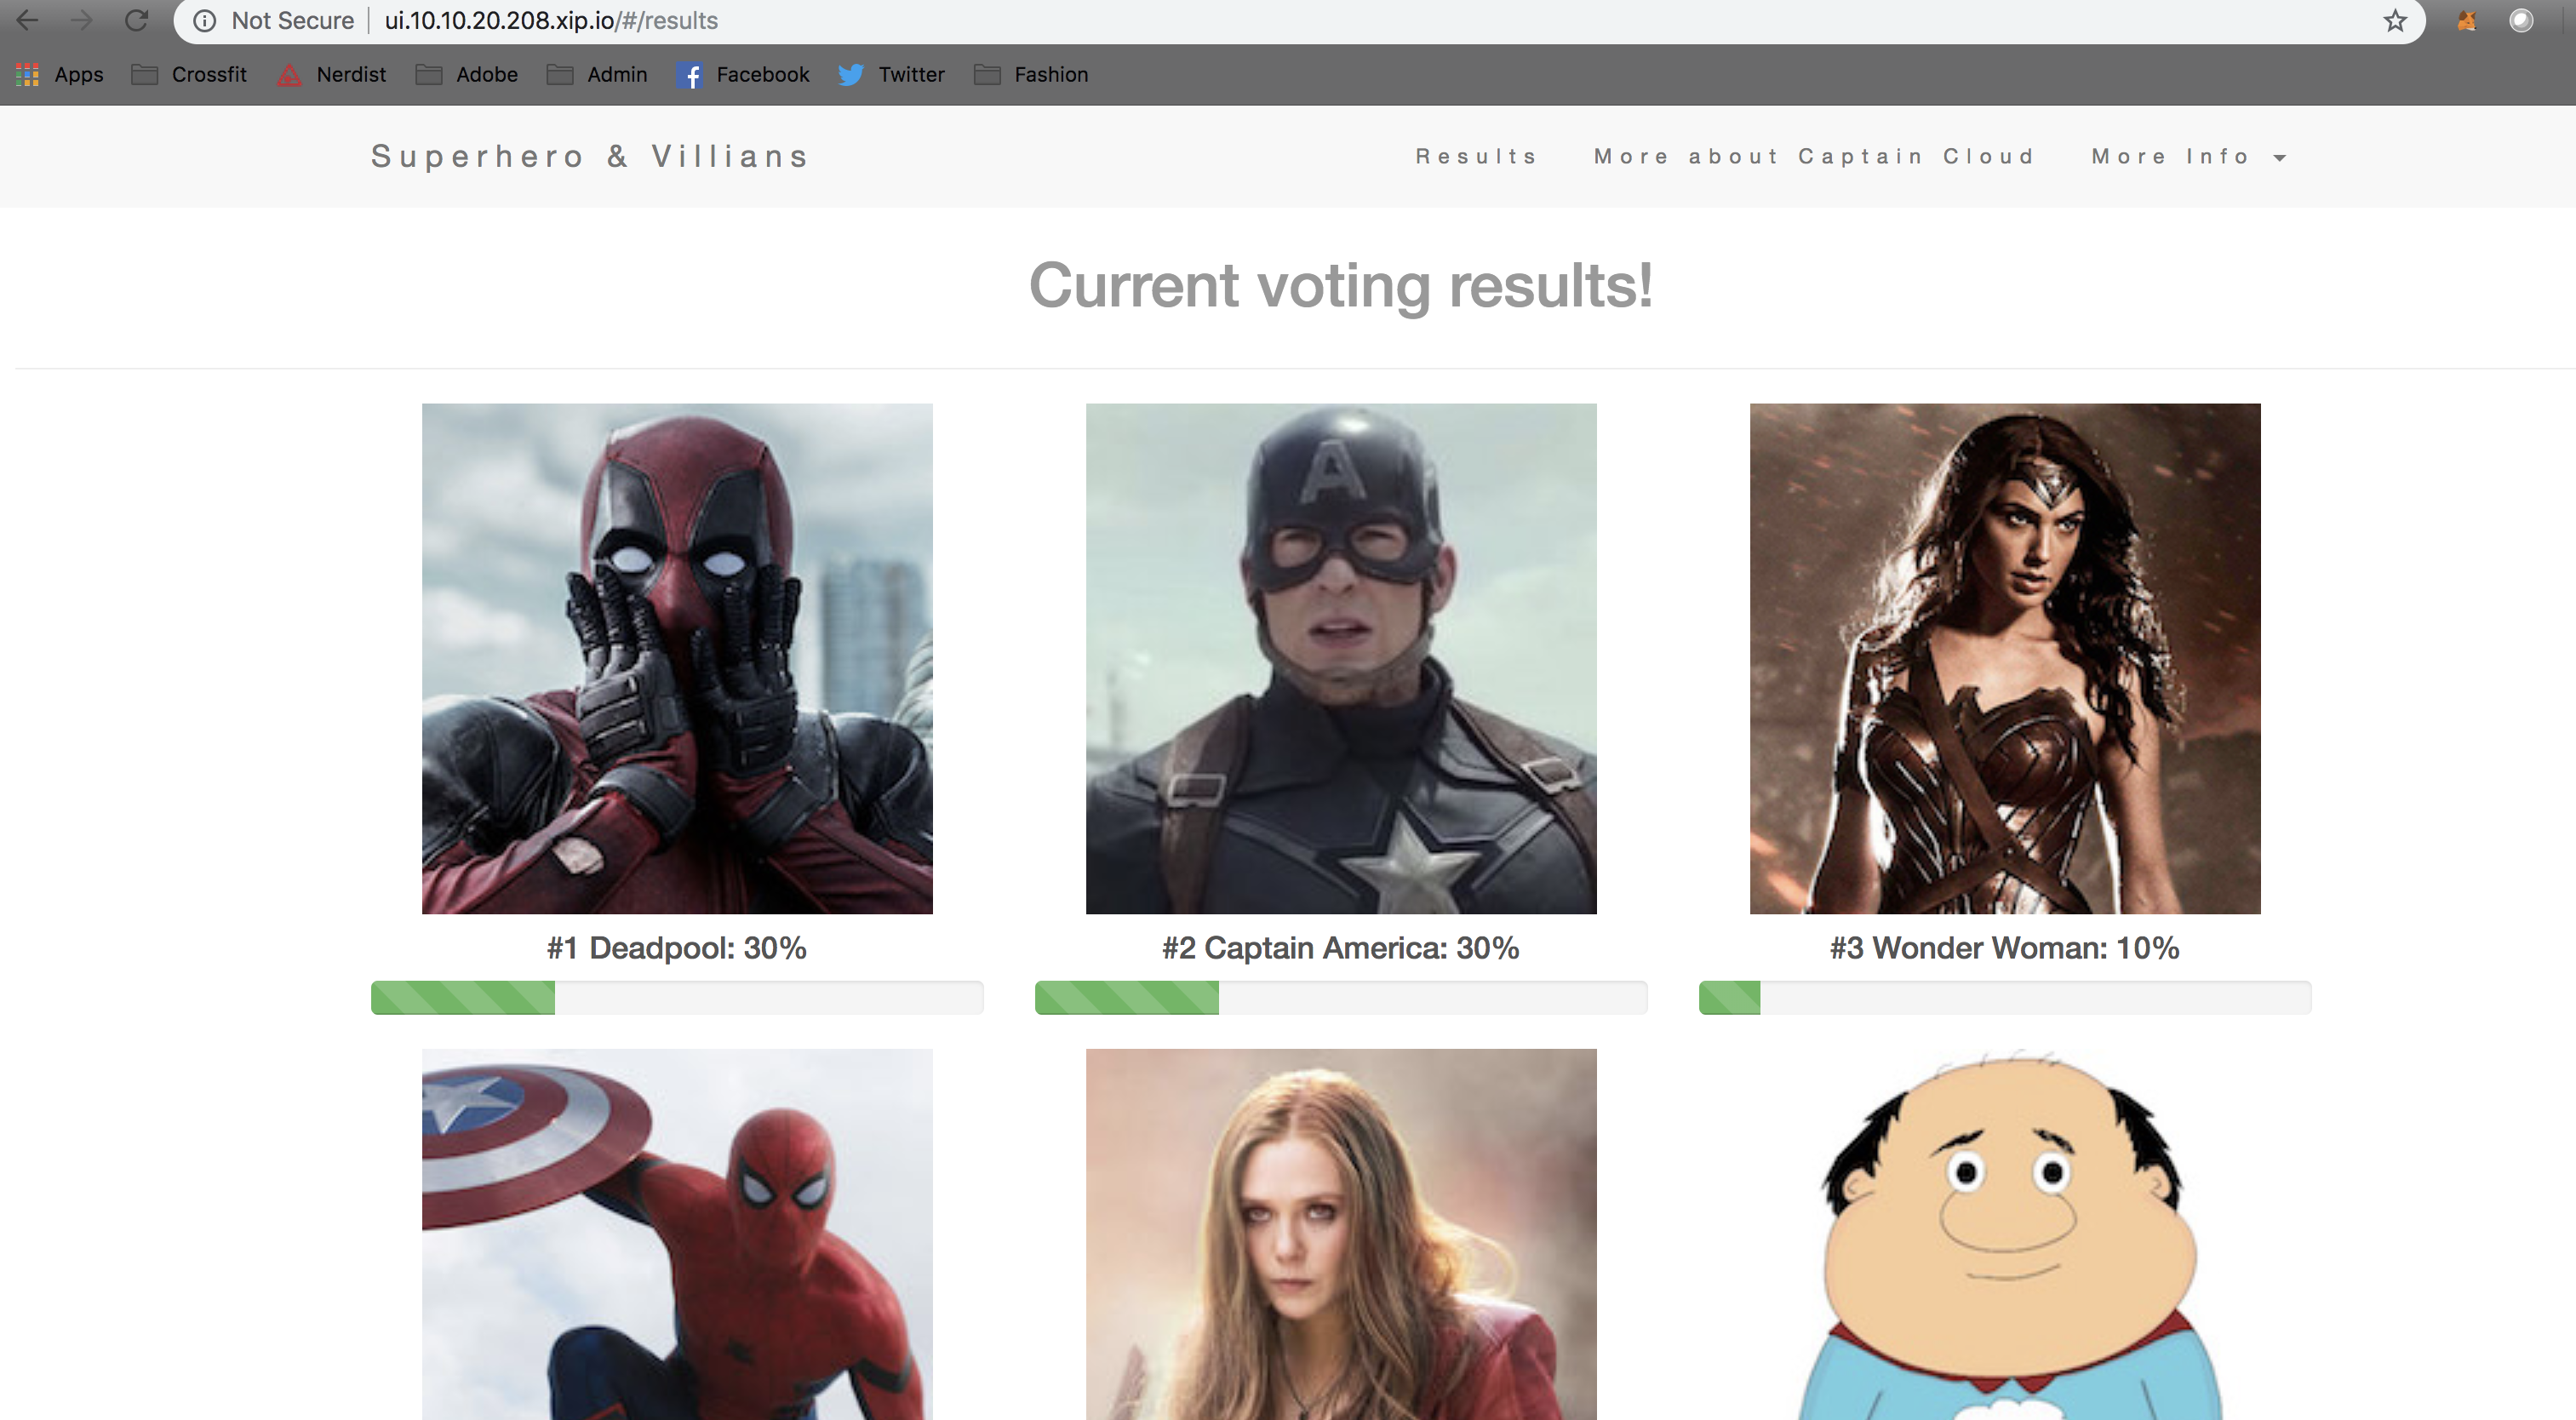 Not Secure ui.10.10.20.208.xip.io/#/results
Apps Crossfit Nerdist Adobe Admin Facebook Twitter Fashion
Superhero & Villians Results More about Captain Cloud More Info
Current voting results!
A
#1 Deadpool: 30% #2 Captain America: 30% #3 Wonder Woman: 10%